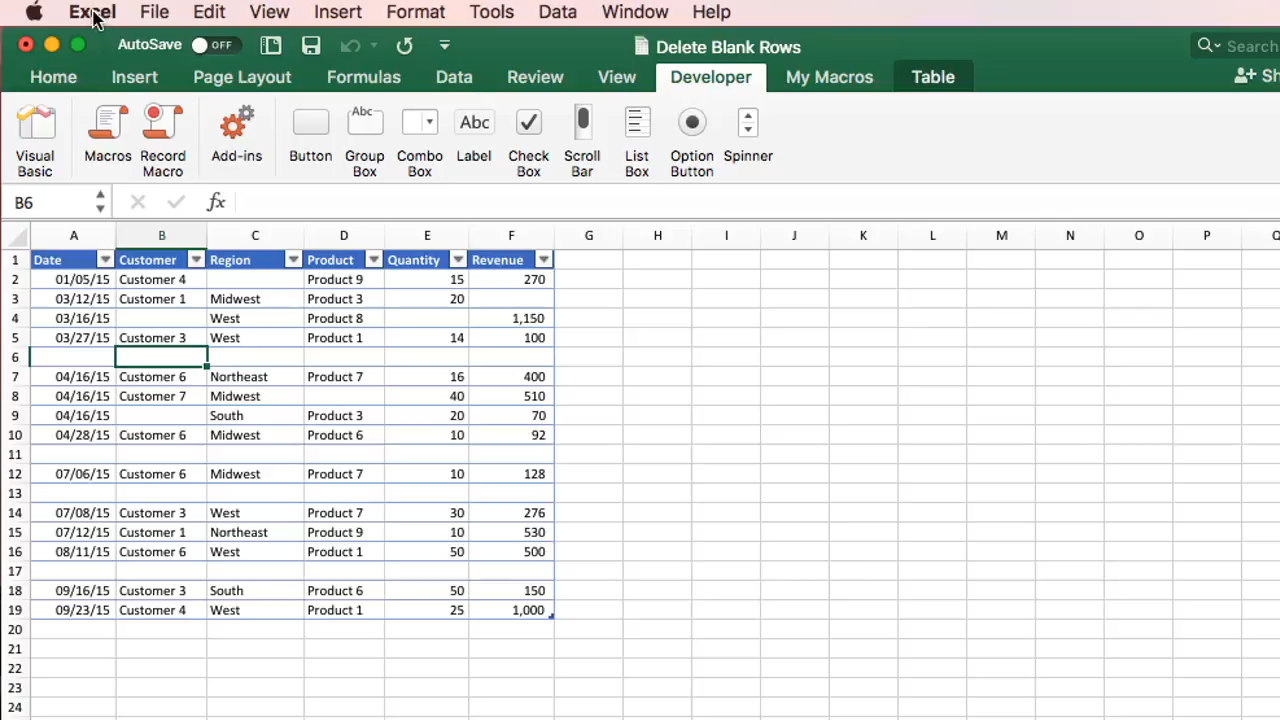 Excel File Edit View Insert Format Tools Data Window Help
AutoSave OFF Delete Blank Rows Search
Home Insert Page Layout Formulas Data Review View Developer My Macros Table Sh
Abc Abc
Visual Basic Macros Record Macro Add-ins Button Group Box Combo Box Label Check Box Scroll Bar List Box Option Button Spinner
B6 fx
A B C D E F G H I J K L M N O P Q
1 Date Customer Region Product Quantity Revenue
2 01/05/15 Customer 4 Product 9 15 270
3 03/12/15 Customer 1 Midwest Product 3 20
4 03/16/15 West Product 8 1,150
5 03/27/15 Customer 3 West Product 1 14 100
6
7 04/16/15 Customer 6 Northeast Product 7 16 400
8 04/16/15 Customer 7 Midwest 40 510
9 04/16/15 South Product 3 20 70
10 04/28/15 Customer 6 Midwest Product 6 10 92
11
12 07/06/15 Customer 6 Midwest Product 7 10 128
13
14 07/08/15 Customer 3 West Product 7 30 276
15 07/12/15 Customer 1 Northeast Product 9 10 530
16 08/11/15 Customer 6 West Product 1 50 500
17
18 09/16/15 Customer 3 South Product 6 50 150
19 09/23/15 Customer 4 West Product 1 25 1,000
20
21
22
23
24